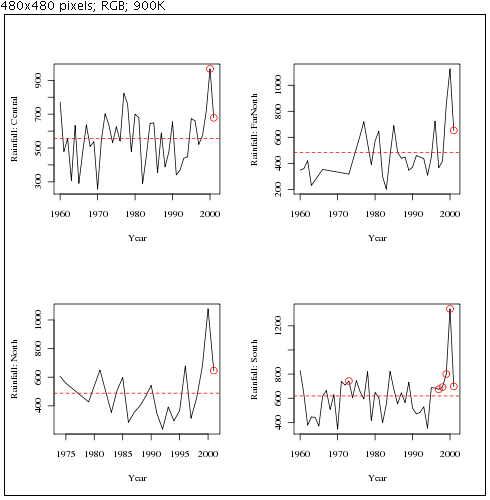 480x480 pixels; RGB; 900K
Rainfall: Central
900
700
500
300
1960 1970 1980 1990 2000
Year
Rainfall: FarNorth
1000
800
600
400
200
1960 1970 1980 1990 2000
Year
Rainfall: North
1000
800
600
400
1975 1980 1985 1990 1995 2000
Year
Rainfall: South
1200
800
600
400
1960 1970 1980 1990 2000
Year